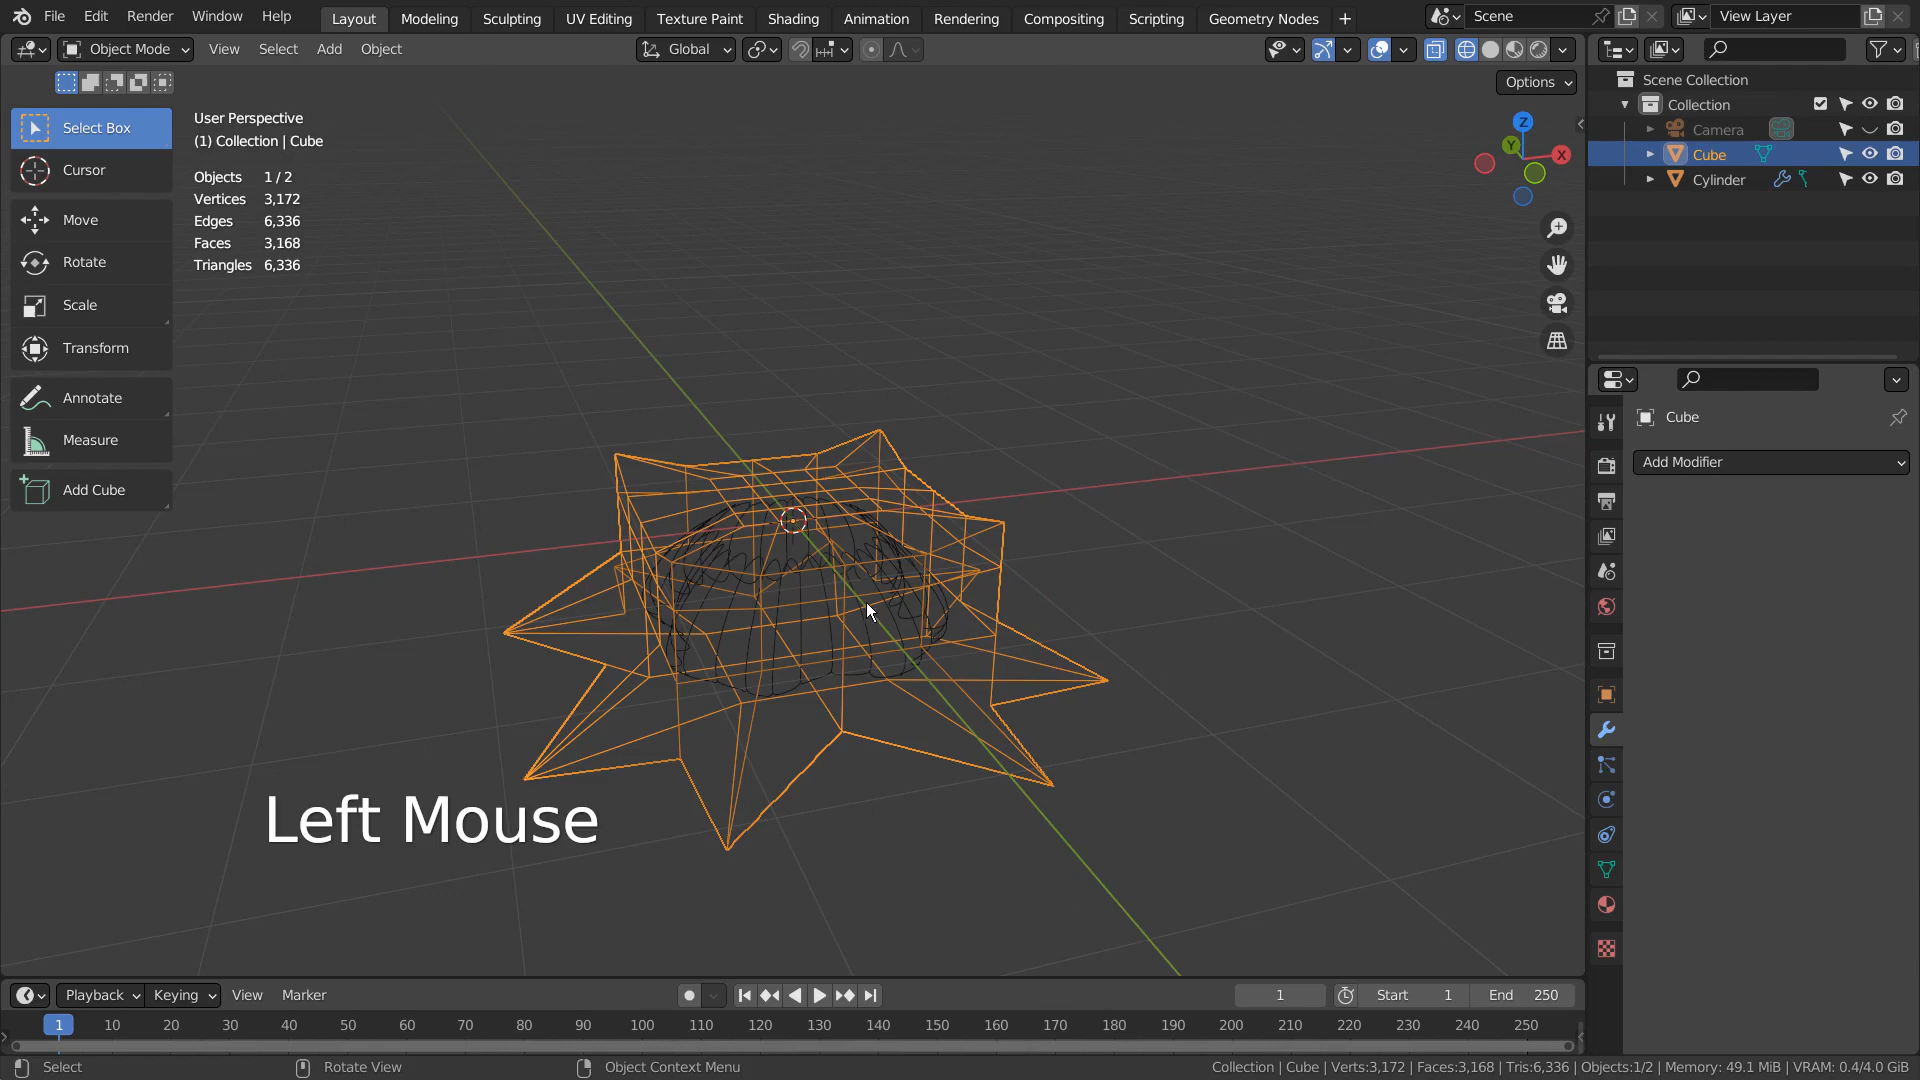 File Edit Render Window Help Layout Modeling Sculpting UV Editing Texture Paint Shading Animation Rendering Compositing Scripting Geometry Nodes + Scene View Layer
Object Mode View Select Add Object Global
Options
Select Box
Cursor
Move
Rotate
Scale
Transform
Annotate
Measure
Add Cube
User Perspective
(1) Collection | Cube
Objects 1 / 2
Vertices 3,172
Edges 6,336
Faces 3,168
Triangles 6,336
Z
Y
X
Left Mouse
Scene Collection
Collection
Camera
Cube
Cylinder
Cube
Add Modifier
Playback Keying View Marker 1 Start 1 End 250
1 10 20 30 40 50 60 70 80 90 100 110 120 130 140 150 160 170 180 190 200 210 220 230 240 250
Select Rotate View Object Context Menu Collection | Cube | Verts:3,172 | Faces:3,168 | Tris:6,336 | Objects:1/2 | Memory: 49.1 MiB | VRAM: 0.4/4.0 GiB